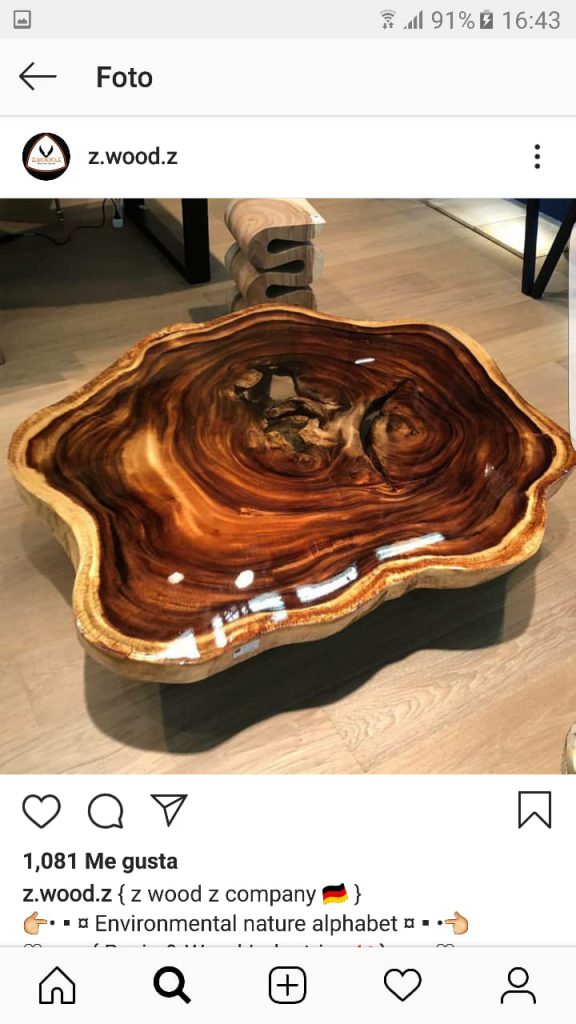 91% 16:43
Foto
z.wood.z
1,081 Me gusta
z.wood.z { z wood z company 🇩🇪 }
👉• ▪ ¤ Environmental nature alphabet ¤ ▪ •👈